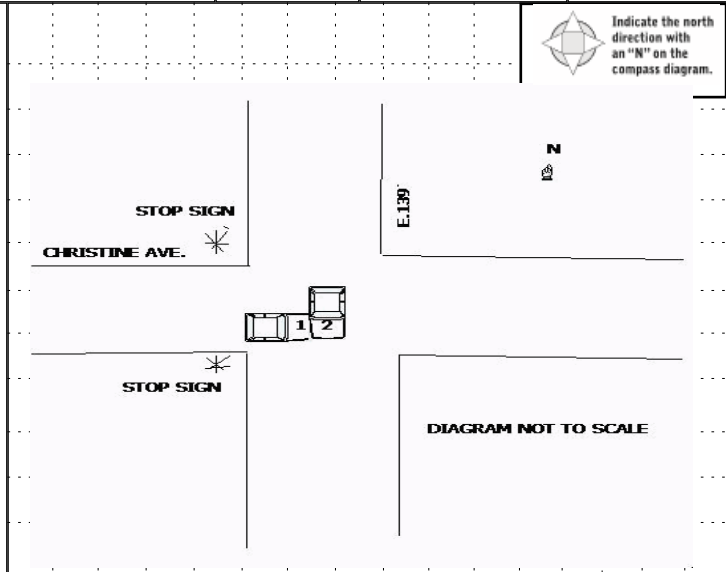 Indicate the north
direction with
an “N” on the
compass diagram.
N
E.139
STOP SIGN
CHRISTINE AVE.
1 2
STOP SIGN
DIAGRAM NOT TO SCALE